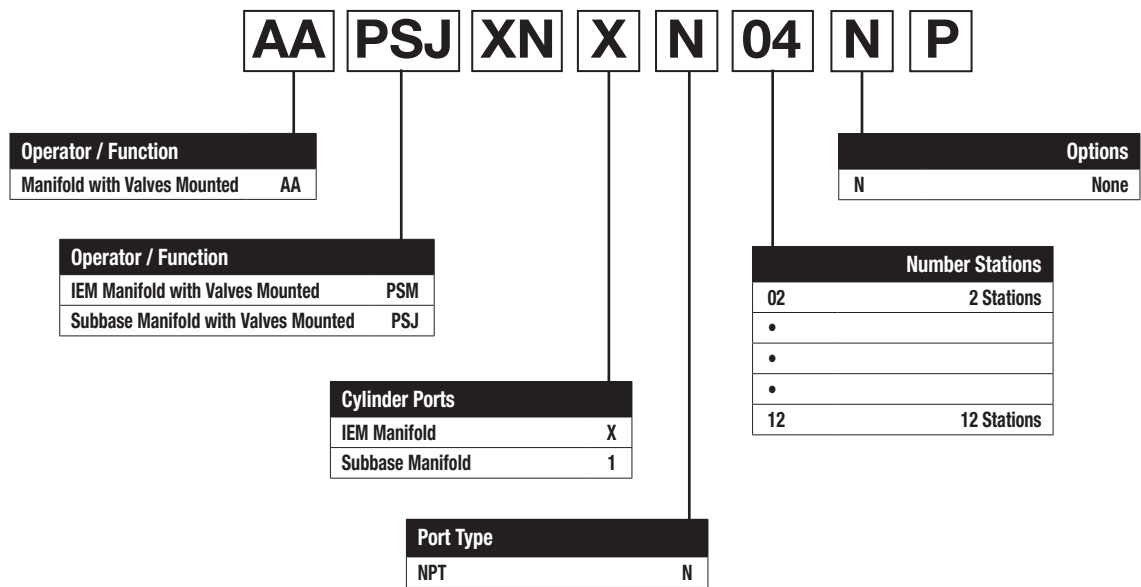 AA PSJ XN X N 04 N P
Operator / Function
Manifold with Valves Mounted AA
Options
N None
Operator / Function
IEM Manifold with Valves Mounted PSM
Subbase Manifold with Valves Mounted PSJ
Number Stations
02 2 Stations
•
•
•
12 12 Stations
Cylinder Ports
IEM Manifold X
Subbase Manifold 1
Port Type
NPT N